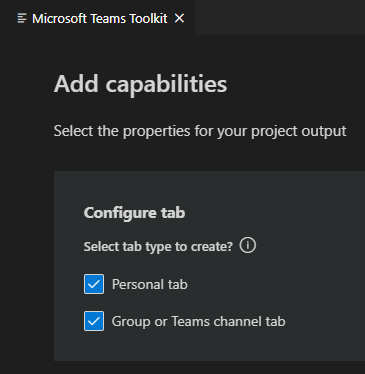 Microsoft Teams Toolkit
Add capabilities
Select the properties for your project output
Configure tab
Select tab type to create?
Personal tab
Group or Teams channel tab